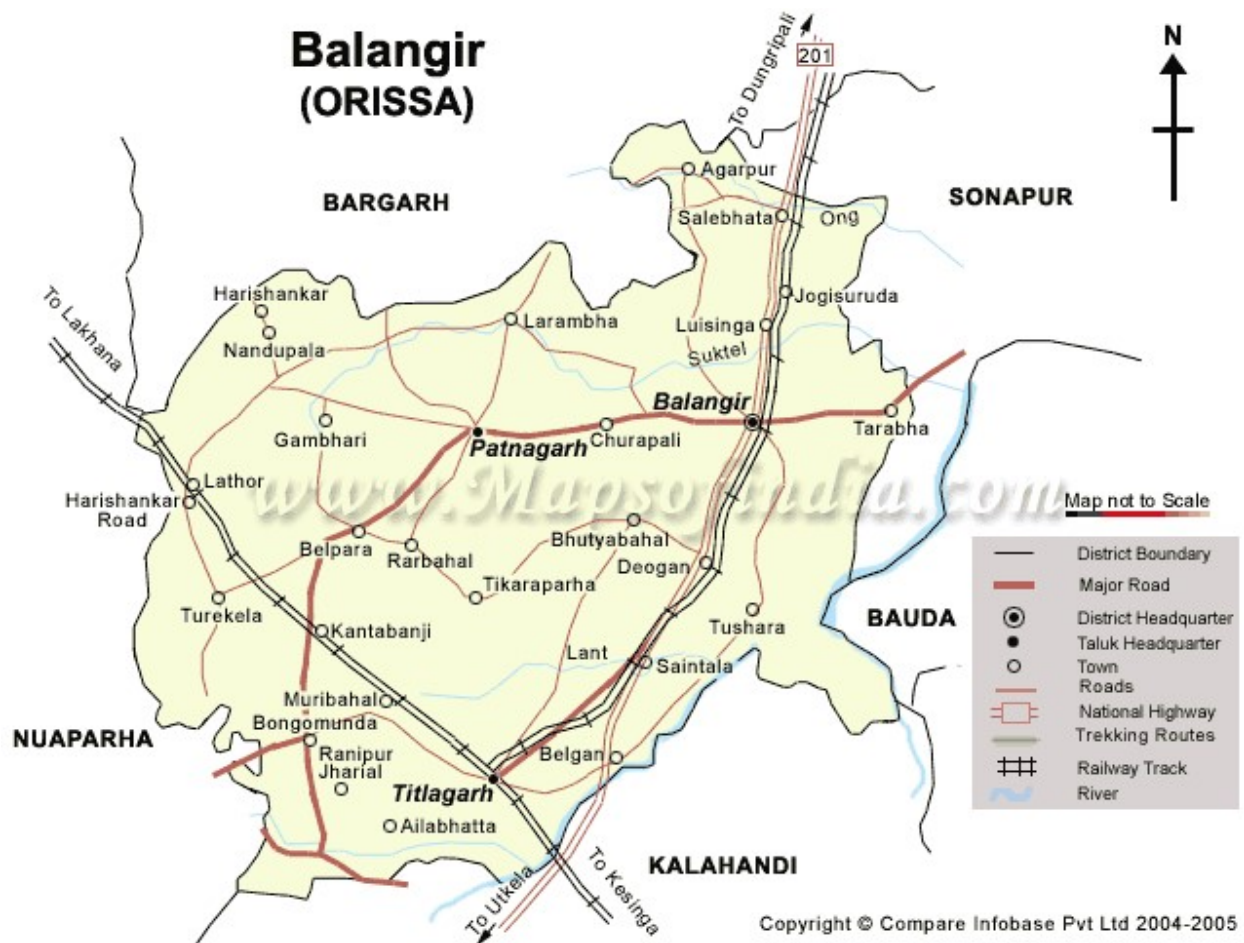 Balangir
(ORISSA)
To Dungripali
201
N
Agarpur
BARGARH
SONAPUR
Salebhata
Ong
To Lakhana
Harishankar
Jogisuruda
Larambha
Luisinga
Nandupala
Suktel
Balangir
Gambhari
Patnagarh
Churapali
Tarabha
Lathor
www.Mapsofindia.com
Harishankar
Road
Map not to Scale
Belpara
Rarbahal
Bhutyabahal
Deogan
Tikaraparha
Turekela
Tushara
BAUDA
Kantabanji
Lant
Saintala
Muribahal
NUAPARHA
Bongomunda
Ranipur
Jharial
Belgan
Titlagarh
Ailabhatta
KALAHANDI
To Utkela
To Kesinga
District Boundary
Major Road
District Headquarter
Taluk Headquarter
Town
Roads
National Highway
Trekking Routes
Railway Track
River
Copyright © Compare Infobase Pvt Ltd 2004-2005